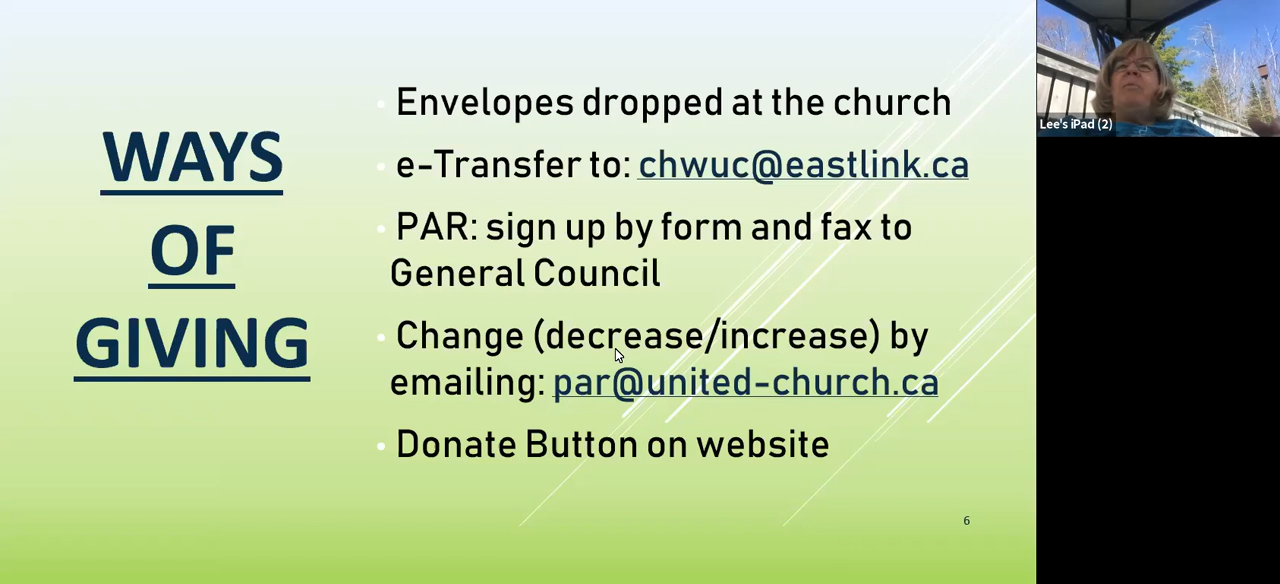 WAYS
OF
GIVING
• Envelopes dropped at the church
• e-Transfer to: chwuc@eastlink.ca
• PAR: sign up by form and fax to
General Council
• Change (decrease/increase) by
emailing: par@united-church.ca
• Donate Button on website
6
Lee's iPad (2)